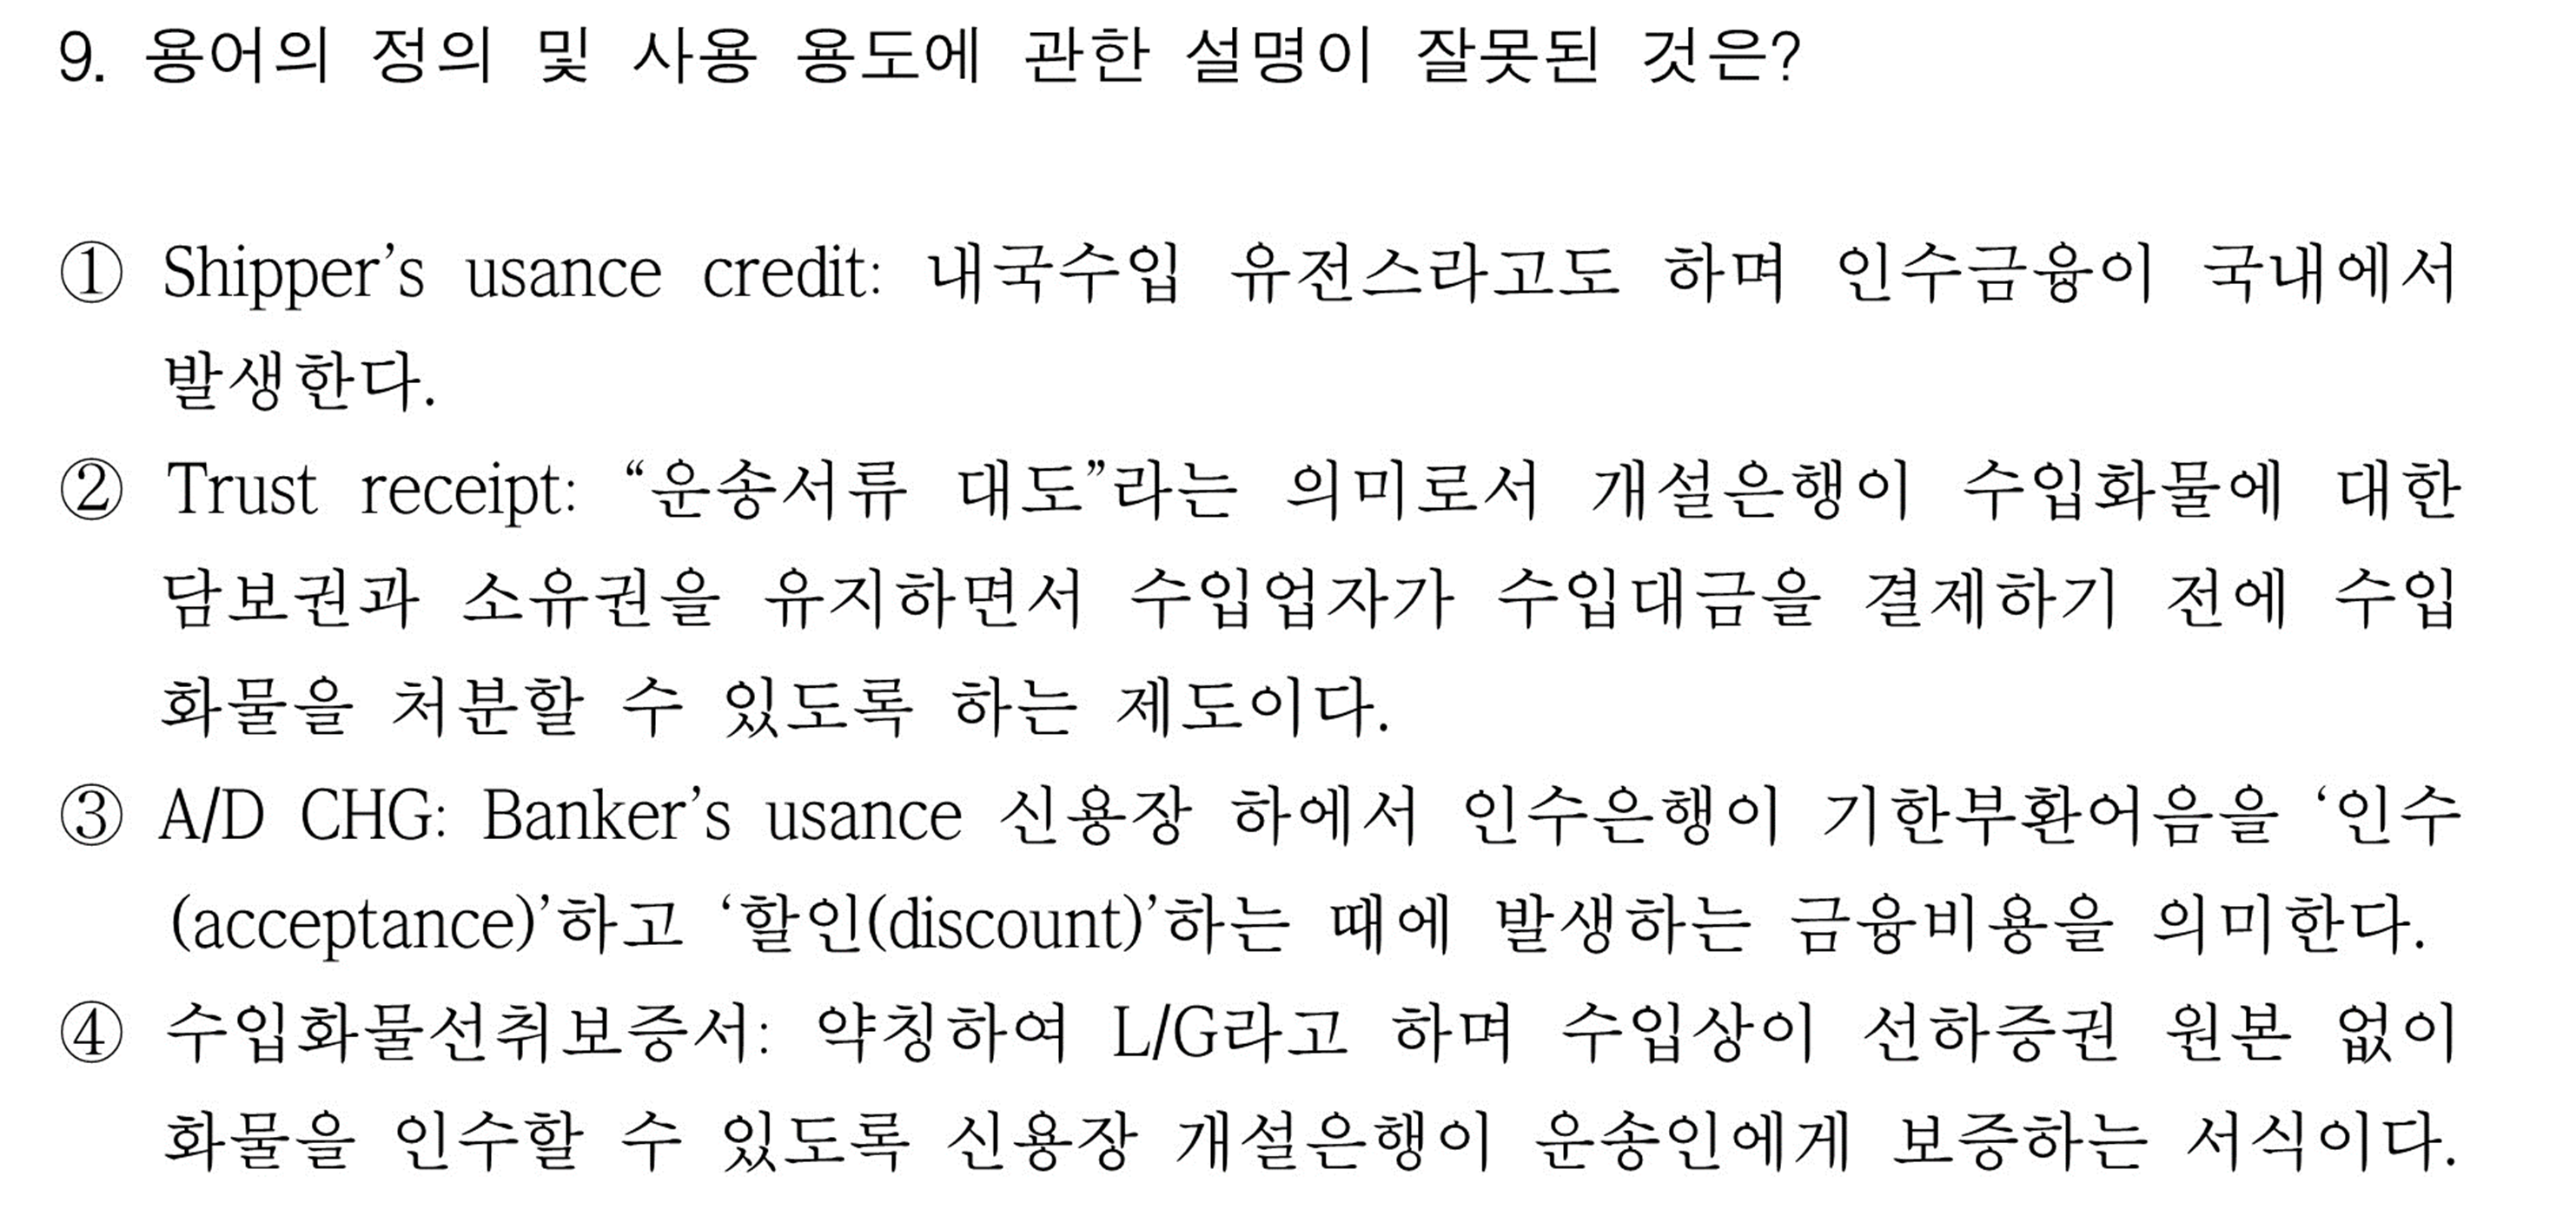 9. 용어의 정의 및 사용 용도에 관한 설명이 잘못된 것은?
① Shipper’s usance credit: 내국수입 유전스라고도 하며 인수금융이 국내에서
발생한다.
② Trust receipt: “운송서류 대도”라는 의미로서 개설은행이 수입화물에 대한
담보권과 소유권을 유지하면서 수입업자가 수입대금을 결제하기 전에 수입
화물을 처분할 수 있도록 하는 제도이다.
③ A/D CHG: Banker’s usance 신용장 하에서 인수은행이 기한부환어음을 ‘인수
(acceptance)’하고 ‘할인(discount)’하는 때에 발생하는 금융비용을 의미한다.
④ 수입화물선취보증서: 약칭하여 L/G라고 하며 수입상이 선하증권 원본 없이
화물을 인수할 수 있도록 신용장 개설은행이 운송인에게 보증하는 서식이다.